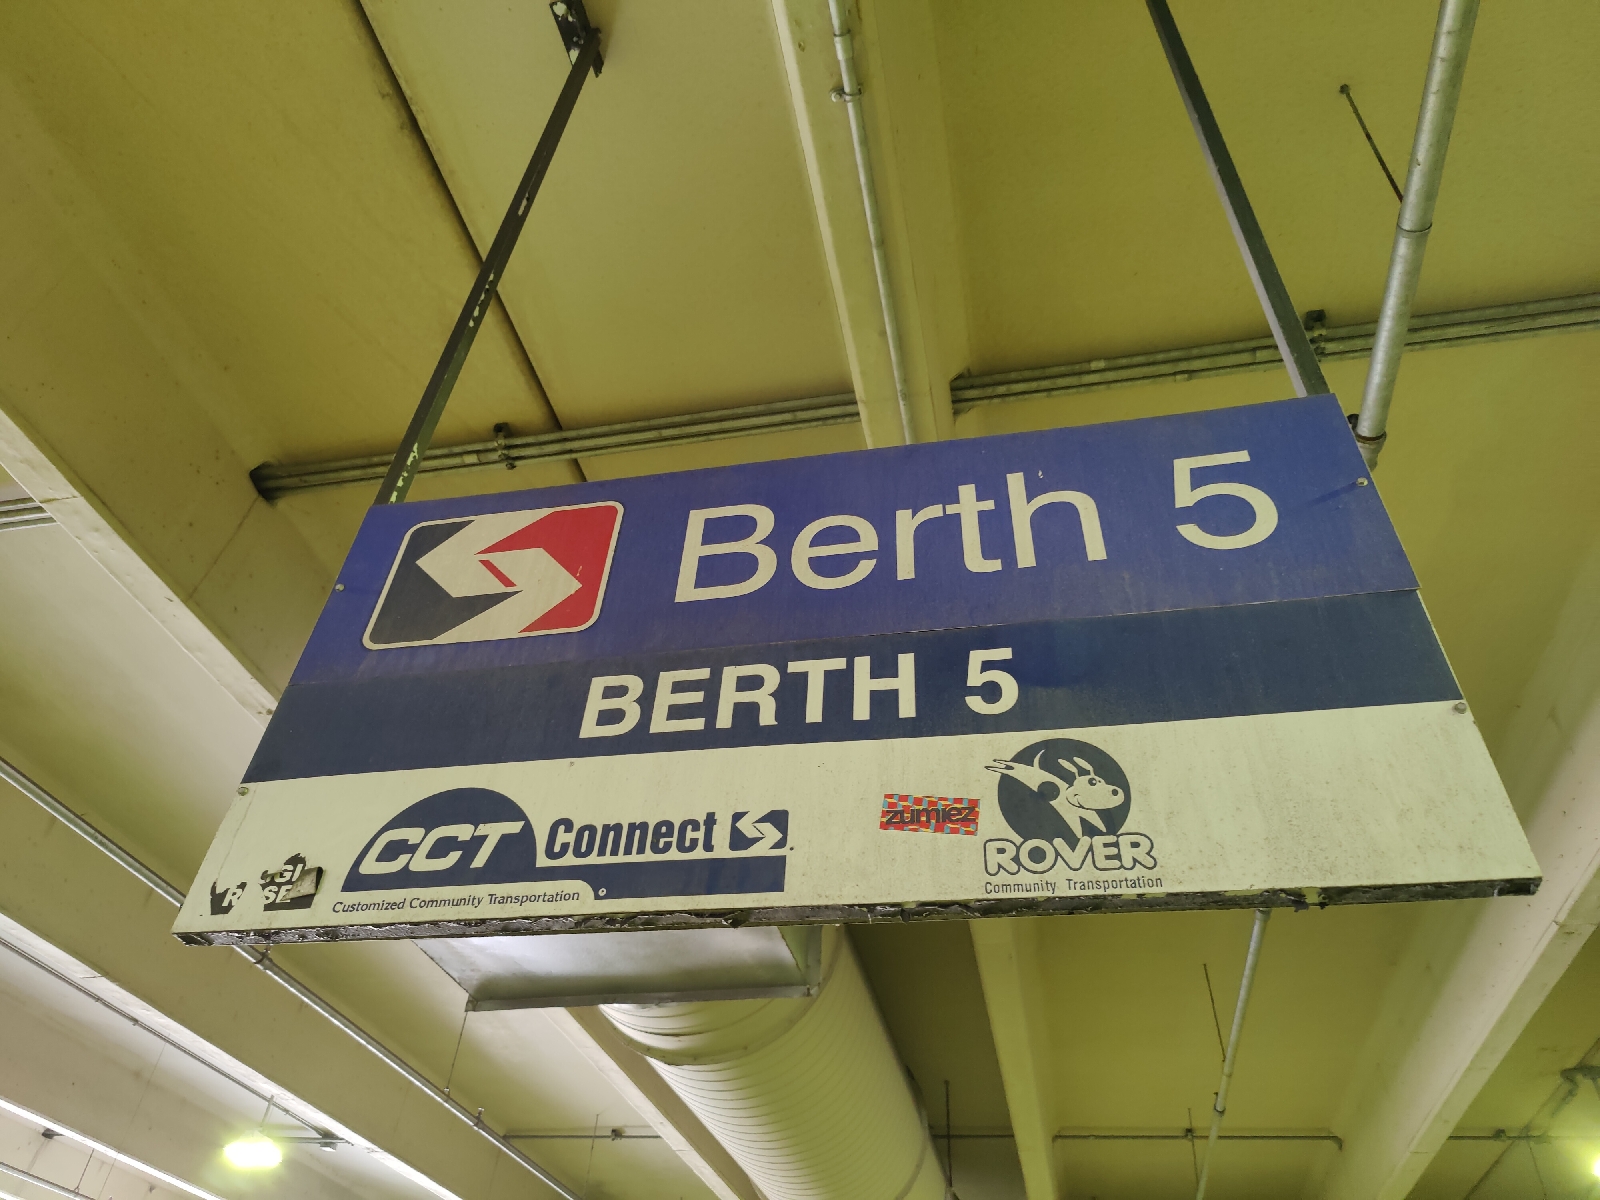 Berth 5
BERTH 5
CCT Connect
Customized Community Transportation
zumiez
ROVER
Community Transportation